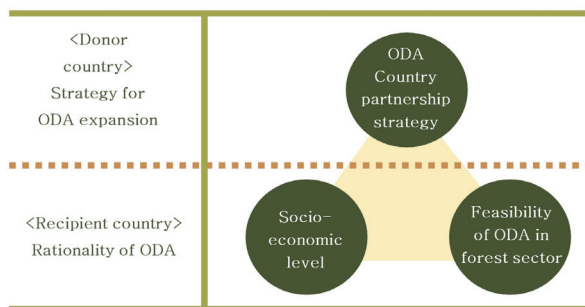 <Donor
country>
Strategy for
ODA expansion
ODA
Country
partnership
strategy
<Recipient country>
Rationality of ODA
Socio-
economic
level
Feasibility
of ODA in
forest sector